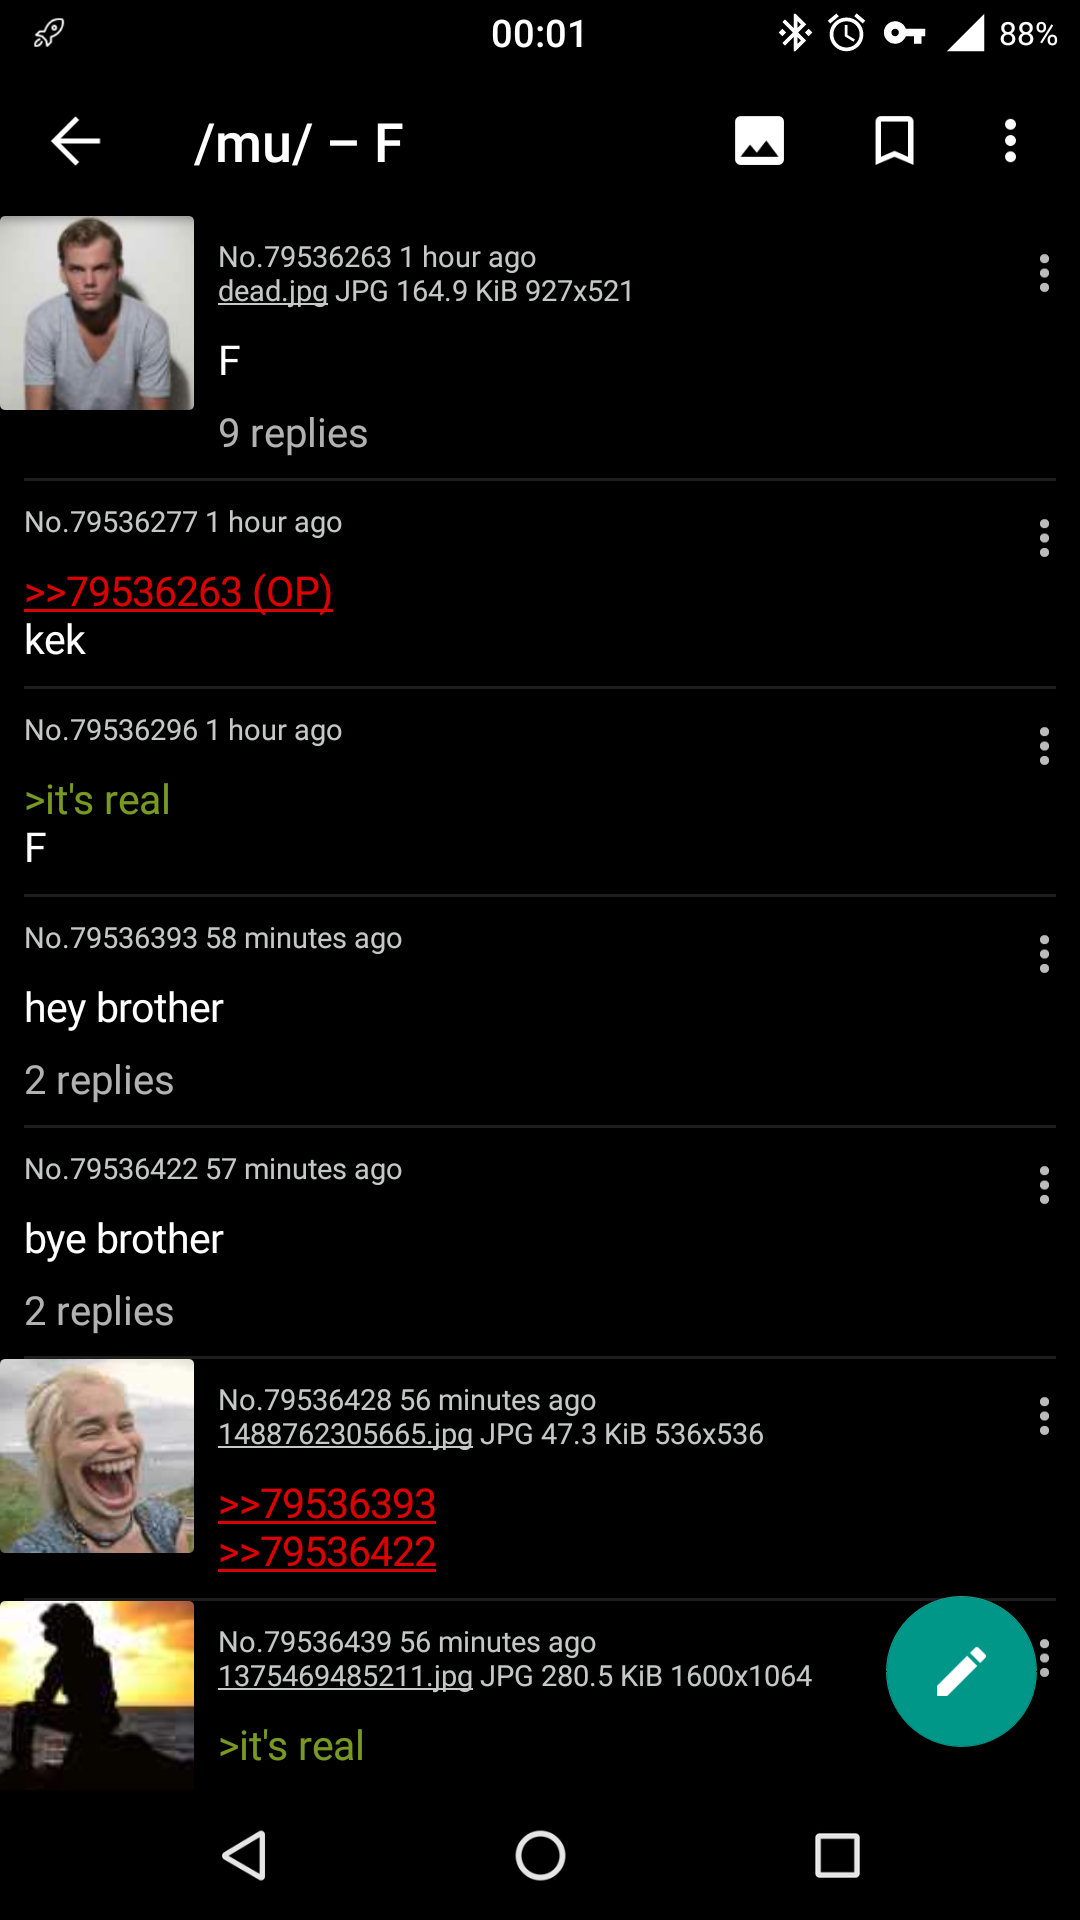 00:01
88%
/mu/ – F
No.79536263 1 hour ago
dead.jpg JPG 164.9 KiB 927x521
F
9 replies
No.79536277 1 hour ago
>>79536263 (OP)
kek
No.79536296 1 hour ago
>it's real
F
No.79536393 58 minutes ago
hey brother
2 replies
No.79536422 57 minutes ago
bye brother
2 replies
No.79536428 56 minutes ago
1488762305665.jpg JPG 47.3 KiB 536x536
>>79536393
>>79536422
No.79536439 56 minutes ago
1375469485211.jpg JPG 280.5 KiB 1600x1064
>it's real